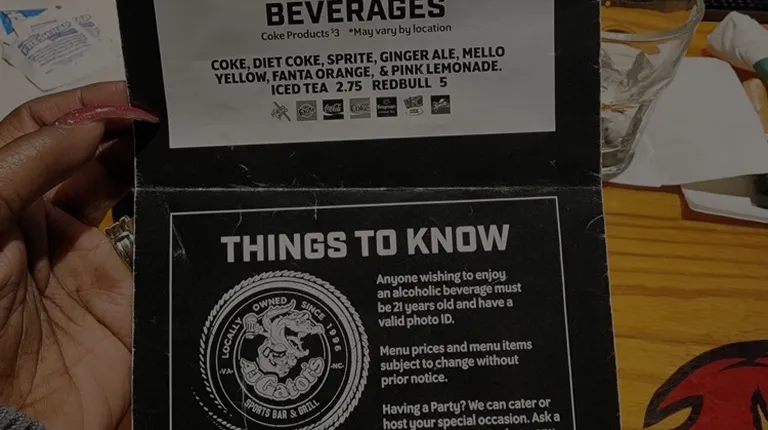 BEVERAGES
Coke Products $3 *May vary by location
COKE, DIET COKE, SPRITE, GINGER ALE, MELLO
YELLOW, FANTA ORANGE, & PINK LEMONADE.
ICED TEA 2.75 REDBULL 5
THINGS TO KNOW
LOCALLY OWNED SINCE 1996
-VA- -NC-
SPORTS BAR & GRILL
Anyone wishing to enjoy
an alcoholic beverage must
be 21 years old and have a
valid photo ID.
Menu prices and menu items
subject to change without
prior notice.
Having a Party? We can cater or
host your special occasion. Ask a